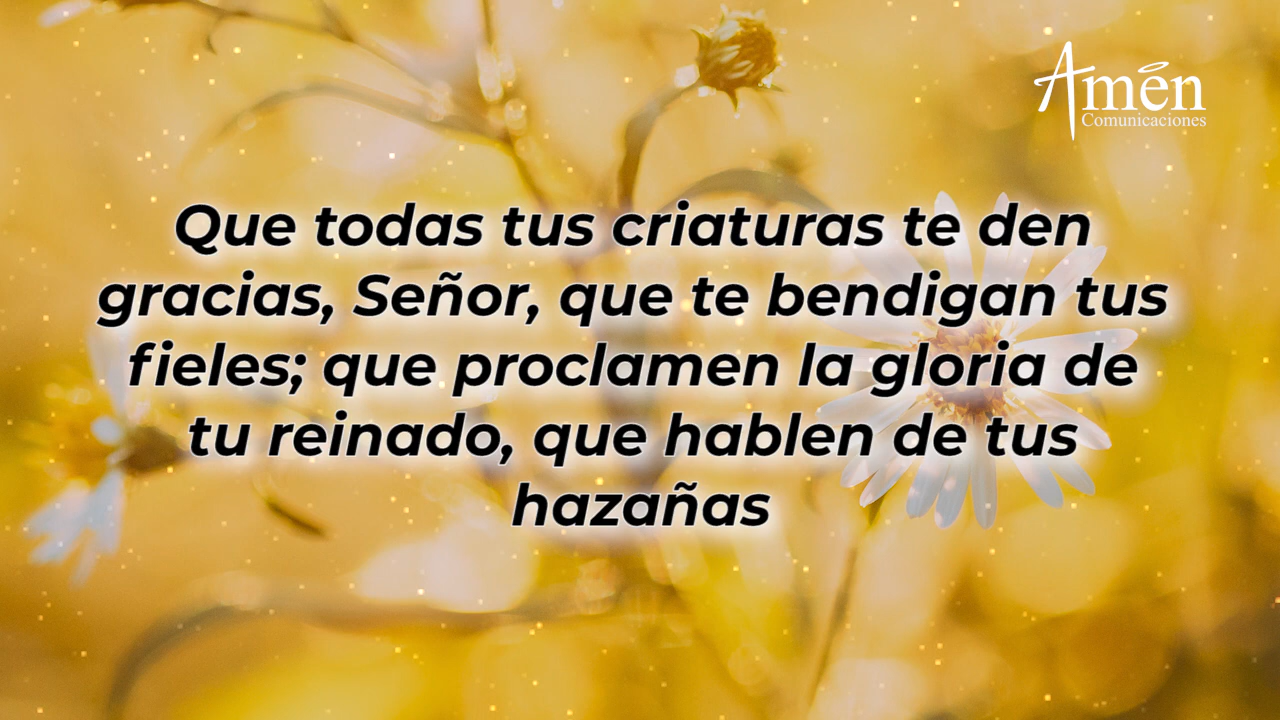 Amén
Comunicaciones
Que todas tus criaturas te den
gracias, Señor, que te bendigan tus
fieles; que proclamen la gloria de
tu reinado, que hablen de tus
hazañas